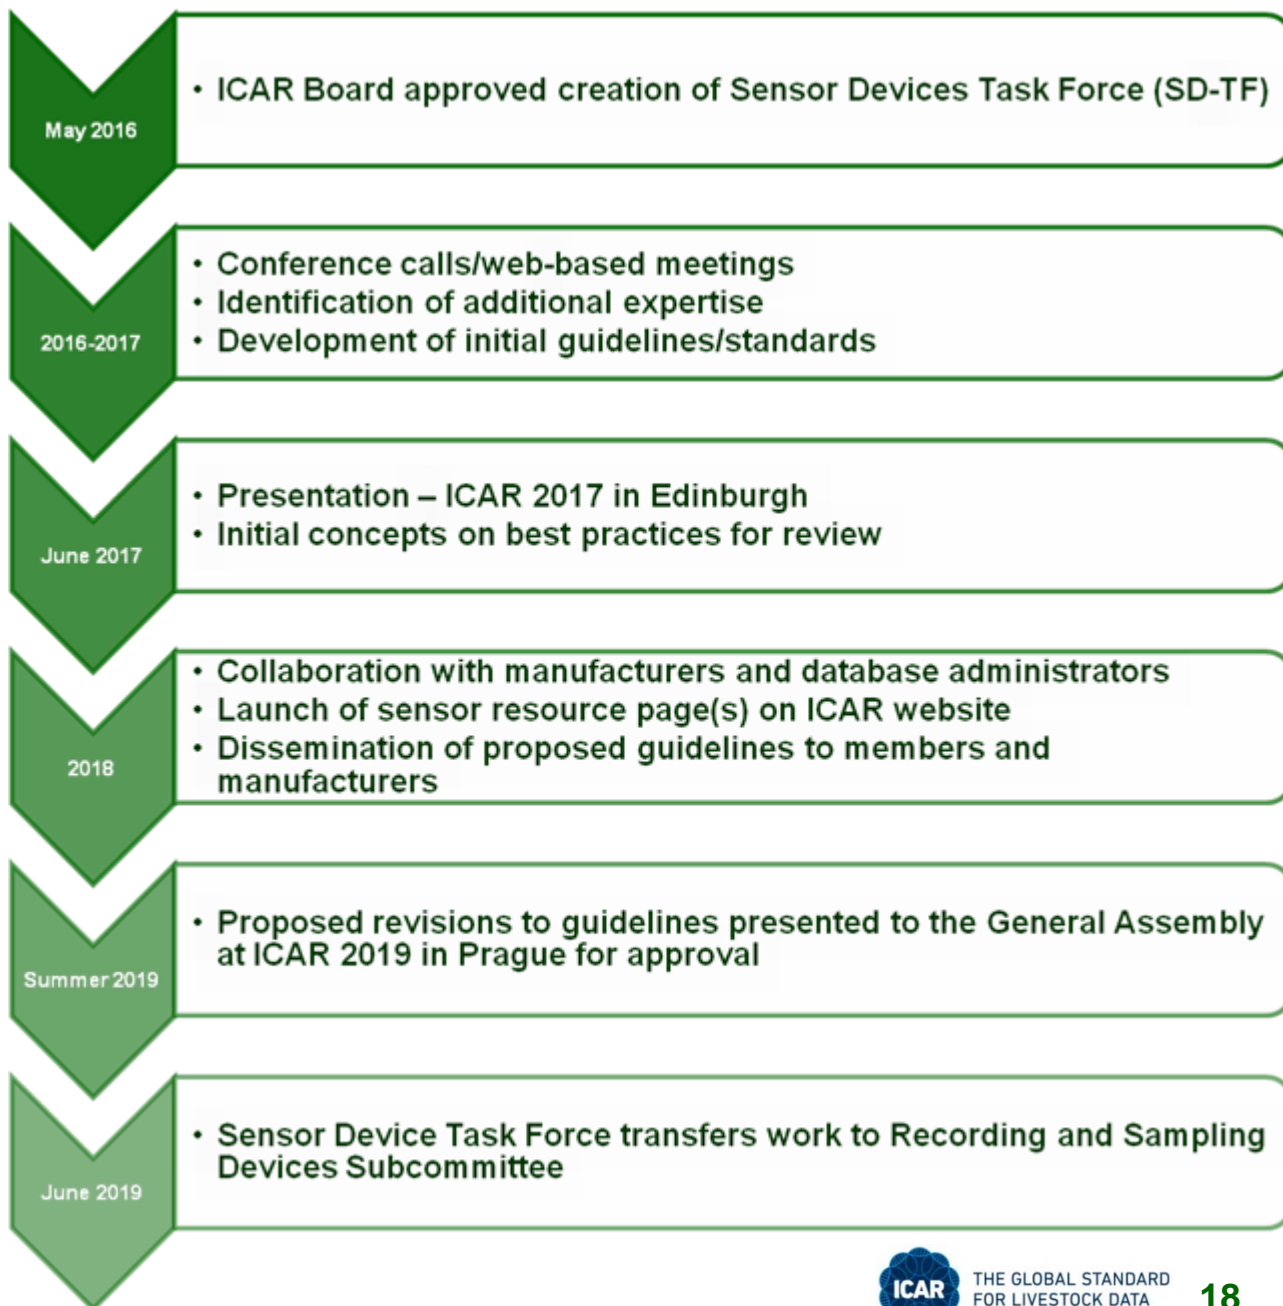 May 2016
• ICAR Board approved creation of Sensor Devices Task Force (SD-TF)
2016-2017
• Conference calls/web-based meetings
• Identification of additional expertise
• Development of initial guidelines/standards
June 2017
• Presentation – ICAR 2017 in Edinburgh
• Initial concepts on best practices for review
2018
• Collaboration with manufacturers and database administrators
• Launch of sensor resource page(s) on ICAR website
• Dissemination of proposed guidelines to members and
manufacturers
Summer 2019
• Proposed revisions to guidelines presented to the General Assembly
at ICAR 2019 in Prague for approval
June 2019
• Sensor Device Task Force transfers work to Recording and Sampling
Devices Subcommittee
ICAR
THE GLOBAL STANDARD
FOR LIVESTOCK DATA
18